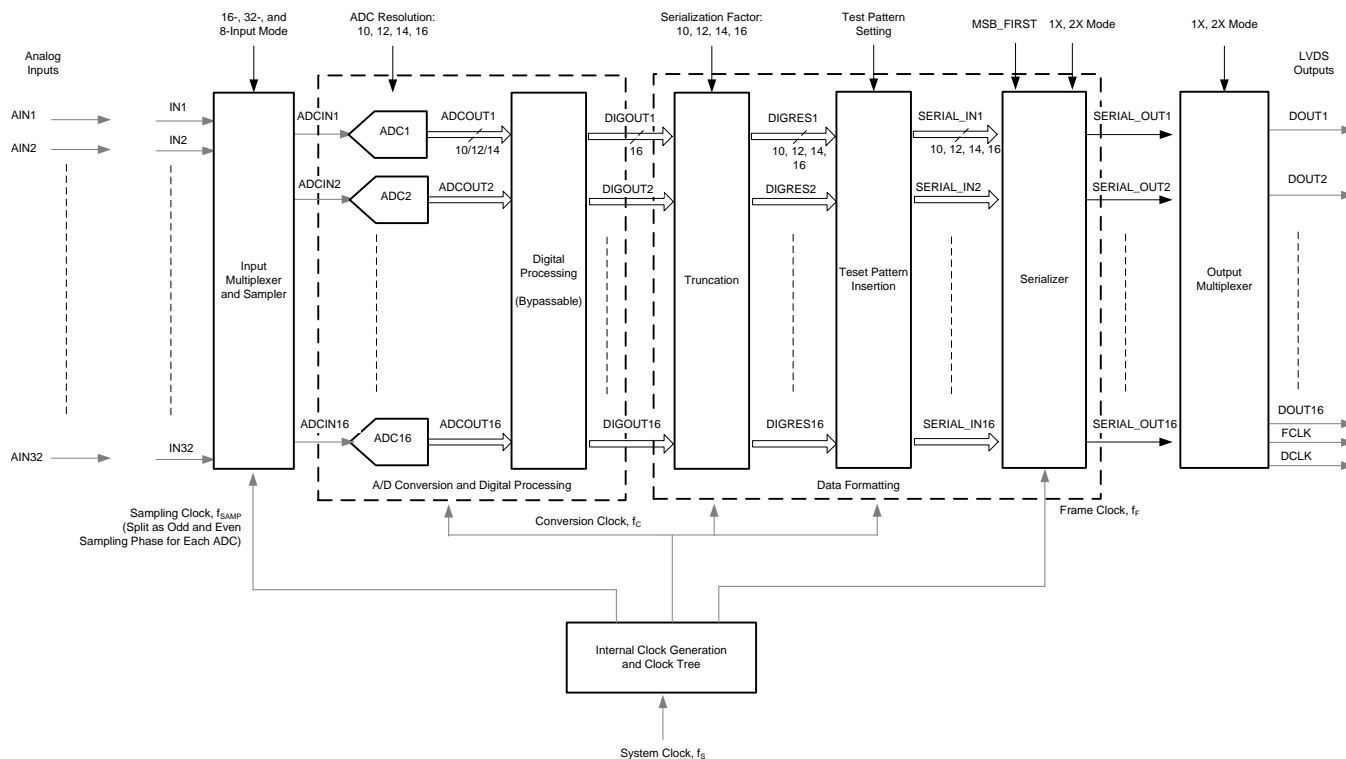 16-, 32-, and
8-Input Mode
ADC Resolution:
10, 12, 14, 16
Serialization Factor:
10, 12, 14, 16
Test Pattern
Setting
MSB_FIRST
1X, 2X Mode
1X, 2X Mode
Analog
Inputs
LVDS
Outputs
AIN1
AIN2
AIN32
IN1
IN2
IN32
Input
Multiplexer
and Sampler
ADCIN1
ADCIN2
ADCIN16
ADC1
ADC2
ADC16
ADCOUT1
10/12/14
ADCOUT2
ADCOUT16
Digital
Processing
(Bypassable)
A/D Conversion and Digital Processing
DIGOUT1
16
DIGOUT2
DIGOUT16
Truncation
DIGRES1
10, 12, 14,
16
DIGRES2
DIGRES16
Teset Pattern
Insertion
SERIAL_IN1
10, 12, 14, 16
SERIAL_IN2
SERIAL_IN16
Serializer
Data Formatting
SERIAL_OUT1
SERIAL_OUT2
SERIAL_OUT16
Output
Multiplexer
DOUT1
DOUT2
DOUT16
FCLK
DCLK
Sampling Clock, fSAMP
(Split as Odd and Even
Sampling Phase for Each ADC)
Conversion Clock, fC
Frame Clock, fF
Internal Clock Generation
and Clock Tree
System Clock, fS